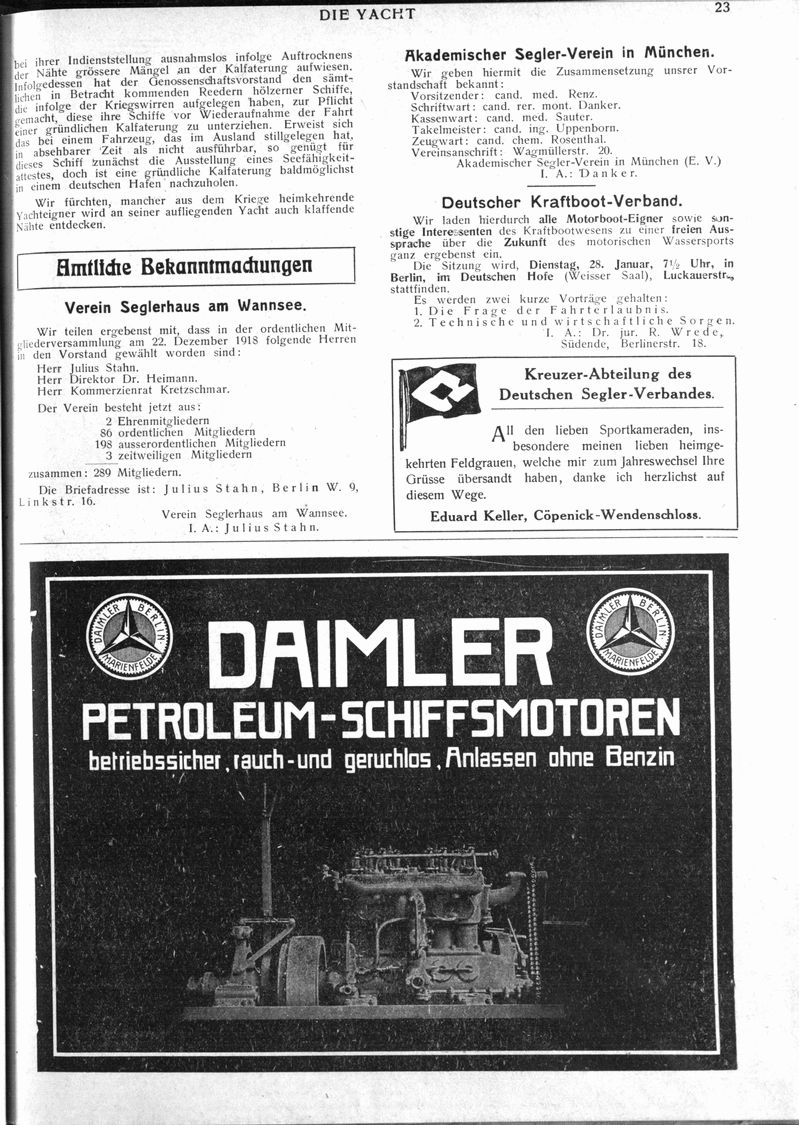 DIE YACHT
23
bei ihrer Indienststellung ausnahmslos infolge Auftrocknens
der Nähte grössere Mängel an der Kalfaterung aufwiesen.
Infolgedessen hat der Genossenschaftsvorstand den sämt-
lichen in Betracht kommenden Reedern hölzerner Schiffe,
die infolge der Kriegswirren aufgelegen haben, zur Pflicht
gemacht, diese ihre Schiffe vor Wiederaufnahme der Fahrt
einer gründlichen Kalfaterung zu unterziehen. Erweist sich
das bei einem Fahrzeug, das im Ausland stillgelegen hat,
in absehbarer Zeit als nicht ausführbar, so genügt für
dieses Schiff zunächst die Ausstellung eines Seefähigkeit-
attestes, doch ist eine gründliche Kalfaterung baldmöglichst
in einem deutschen Hafen nachzuholen.
Wir fürchten, mancher aus dem Kriege heimkehrende
Yachteigner wird an seiner aufliegenden Yacht auch klaffende
Nähte entdecken.
Amtliche Bekanntmachungen
Verein Seglerhaus am Wannsee.
Wir teilen ergebenst mit, dass in der ordentlichen Mit-
gliederversammlung am 22. Dezember 1918 folgende Herren
in den Vorstand gewählt worden sind:
Herr Julius Stahn.
Herr Direktor Dr. Heimann.
Herr Kommerzienrat Kretzschmar.
Der Verein besteht jetzt aus:
2 Ehrenmitgliedern
86 ordentlichen Mitgliedern
198 ausserordentlichen Mitgliedern
3 zeitweiligen Mitgliedern
zusammen: 289 Mitgliedern.
Die Briefadresse ist: Julius Stahn, Berlin W. 9,
Linkstr. 16.
Verein Seglerhaus am Wannsee.
I. A.: Julius Stahn.
Akademischer Segler-Verein in München.
Wir geben hiermit die Zusammensetzung unsrer Vor-
standschaft bekannt:
Vorsitzender: cand. med. Renz.
Schriftwart: cand. rer. mont. Danker.
Kassenwart: cand. med. Sauter.
Takelmeister: cand. ing. Uppenborn.
Zeugwart: cand. chem. Rosenthal.
Vereinsanschrift: Wagmüllerstr. 20.
Akademischer Segler-Verein in München (E. V.)
I. A.: Danker.
Deutscher Kraftboot-Verband.
Wir laden hierdurch alle Motorboot-Eigner sowie son-
stige Interessenten des Kraftbootwesens zu einer freien Aus-
sprache über die Zukunft des motorischen Wassersports
ganz ergebenst ein.
Die Sitzung wird, Dienstag, 28. Januar, 7½ Uhr, in
Berlin, im Deutschen Hofe (Weisser Saal), Luckauerstr.,
stattfinden.
Es werden zwei kurze Vorträge gehalten:
1. Die Frage der Fahrterlaubnis.
2. Technische und wirtschaftliche Sorgen.
I. A.: Dr. jur. R. Wrede,
Südende, Berlinerstr. 18.
Kreuzer-Abteilung des
Deutschen Segler-Verbandes.
All den lieben Sportkameraden, ins-
besondere meinen lieben heimge-
kehrten Feldgrauen, welche mir zum Jahreswechsel Ihre
Grüsse übersandt haben, danke ich herzlichst auf
diesem Wege.
Eduard Keller, Cöpenick-Wendenschloss.
DAIMLER BERLIN-
MARIENFELDE
DAIMLER BERLIN-
MARIENFELDE
DAIMLER
PETROLEUM-SCHIFFSMOTOREN
betriebssicher, rauch-und geruchlos, Anlassen ohne Benzin